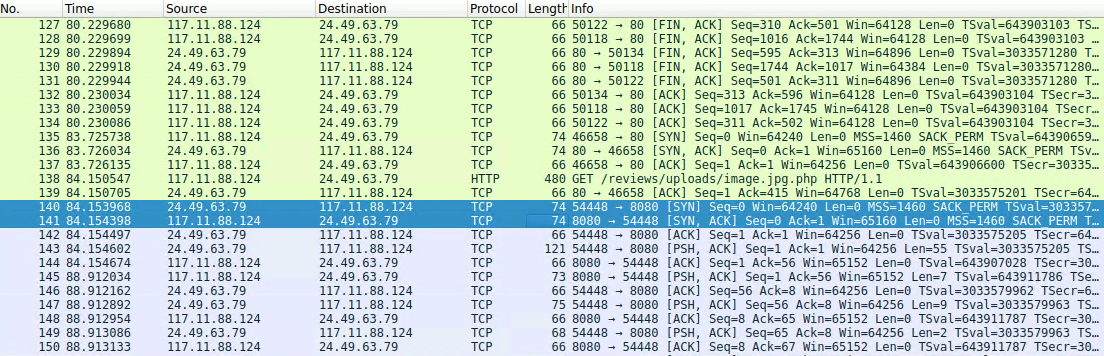 No. Time Source Destination Protocol Length Info
127 80.229680 117.11.88.124 24.49.63.79 TCP 66 50122 → 80 [FIN, ACK] Seq=310 Ack=501 Win=64128 Len=0 TSval=643903103 TS…
128 80.229699 117.11.88.124 24.49.63.79 TCP 66 50118 → 80 [FIN, ACK] Seq=1016 Ack=1744 Win=64128 Len=0 TSval=643903103 …
129 80.229894 24.49.63.79 117.11.88.124 TCP 66 80 → 50134 [FIN, ACK] Seq=595 Ack=313 Win=64896 Len=0 TSval=3033571280 T…
130 80.229918 24.49.63.79 117.11.88.124 TCP 66 80 → 50118 [FIN, ACK] Seq=1744 Ack=1017 Win=64384 Len=0 TSval=3033571280…
131 80.229944 24.49.63.79 117.11.88.124 TCP 66 80 → 50122 [FIN, ACK] Seq=501 Ack=311 Win=64896 Len=0 TSval=3033571280 T…
132 80.230034 117.11.88.124 24.49.63.79 TCP 66 50134 → 80 [ACK] Seq=313 Ack=596 Win=64128 Len=0 TSval=643903104 TSecr=3…
133 80.230059 117.11.88.124 24.49.63.79 TCP 66 50118 → 80 [ACK] Seq=1017 Ack=1745 Win=64128 Len=0 TSval=643903104 TSecr…
134 80.230086 117.11.88.124 24.49.63.79 TCP 66 50122 → 80 [ACK] Seq=311 Ack=502 Win=64128 Len=0 TSval=643903104 TSecr=3…
135 83.725738 117.11.88.124 24.49.63.79 TCP 74 46658 → 80 [SYN] Seq=0 Win=64240 Len=0 MSS=1460 SACK_PERM TSval=64390659…
136 83.726034 24.49.63.79 117.11.88.124 TCP 74 80 → 46658 [SYN, ACK] Seq=0 Ack=1 Win=65160 Len=0 MSS=1460 SACK_PERM TSv…
137 83.726135 117.11.88.124 24.49.63.79 TCP 66 46658 → 80 [ACK] Seq=1 Ack=1 Win=64256 Len=0 TSval=643906600 TSecr=30335…
138 84.150547 117.11.88.124 24.49.63.79 HTTP 480 GET /reviews/uploads/image.jpg.php HTTP/1.1
139 84.150705 24.49.63.79 117.11.88.124 TCP 66 80 → 46658 [ACK] Seq=1 Ack=415 Win=64768 Len=0 TSval=3033575201 TSecr=64…
140 84.153968 24.49.63.79 117.11.88.124 TCP 74 54448 → 8080 [SYN] Seq=0 Win=64240 Len=0 MSS=1460 SACK_PERM TSval=303357…
141 84.154398 117.11.88.124 24.49.63.79 TCP 74 8080 → 54448 [SYN, ACK] Seq=0 Ack=1 Win=65160 Len=0 MSS=1460 SACK_PERM T…
142 84.154497 24.49.63.79 117.11.88.124 TCP 66 54448 → 8080 [ACK] Seq=1 Ack=1 Win=64256 Len=0 TSval=3033575205 TSecr=64…
143 84.154602 24.49.63.79 117.11.88.124 TCP 121 54448 → 8080 [PSH, ACK] Seq=1 Ack=1 Win=64256 Len=55 TSval=3033575205 TS…
144 84.154674 117.11.88.124 24.49.63.79 TCP 66 8080 → 54448 [ACK] Seq=1 Ack=56 Win=65152 Len=0 TSval=643907028 TSecr=30…
145 88.912034 117.11.88.124 24.49.63.79 TCP 73 8080 → 54448 [PSH, ACK] Seq=1 Ack=56 Win=65152 Len=7 TSval=643911786 TSe…
146 88.912162 24.49.63.79 117.11.88.124 TCP 66 54448 → 8080 [ACK] Seq=56 Ack=8 Win=64256 Len=0 TSval=3033579962 TSecr=6…
147 88.912892 24.49.63.79 117.11.88.124 TCP 75 54448 → 8080 [PSH, ACK] Seq=56 Ack=8 Win=64256 Len=9 TSval=3033579963 TS…
148 88.912954 117.11.88.124 24.49.63.79 TCP 66 8080 → 54448 [ACK] Seq=8 Ack=65 Win=65152 Len=0 TSval=643911787 TSecr=30…
149 88.913086 24.49.63.79 117.11.88.124 TCP 68 54448 → 8080 [PSH, ACK] Seq=65 Ack=8 Win=64256 Len=2 TSval=3033579963 TS…
150 88.913133 117.11.88.124 24.49.63.79 TCP 66 8080 → 54448 [ACK] Seq=8 Ack=67 Win=65152 Len=0 TSval=643911787 TSecr=30…